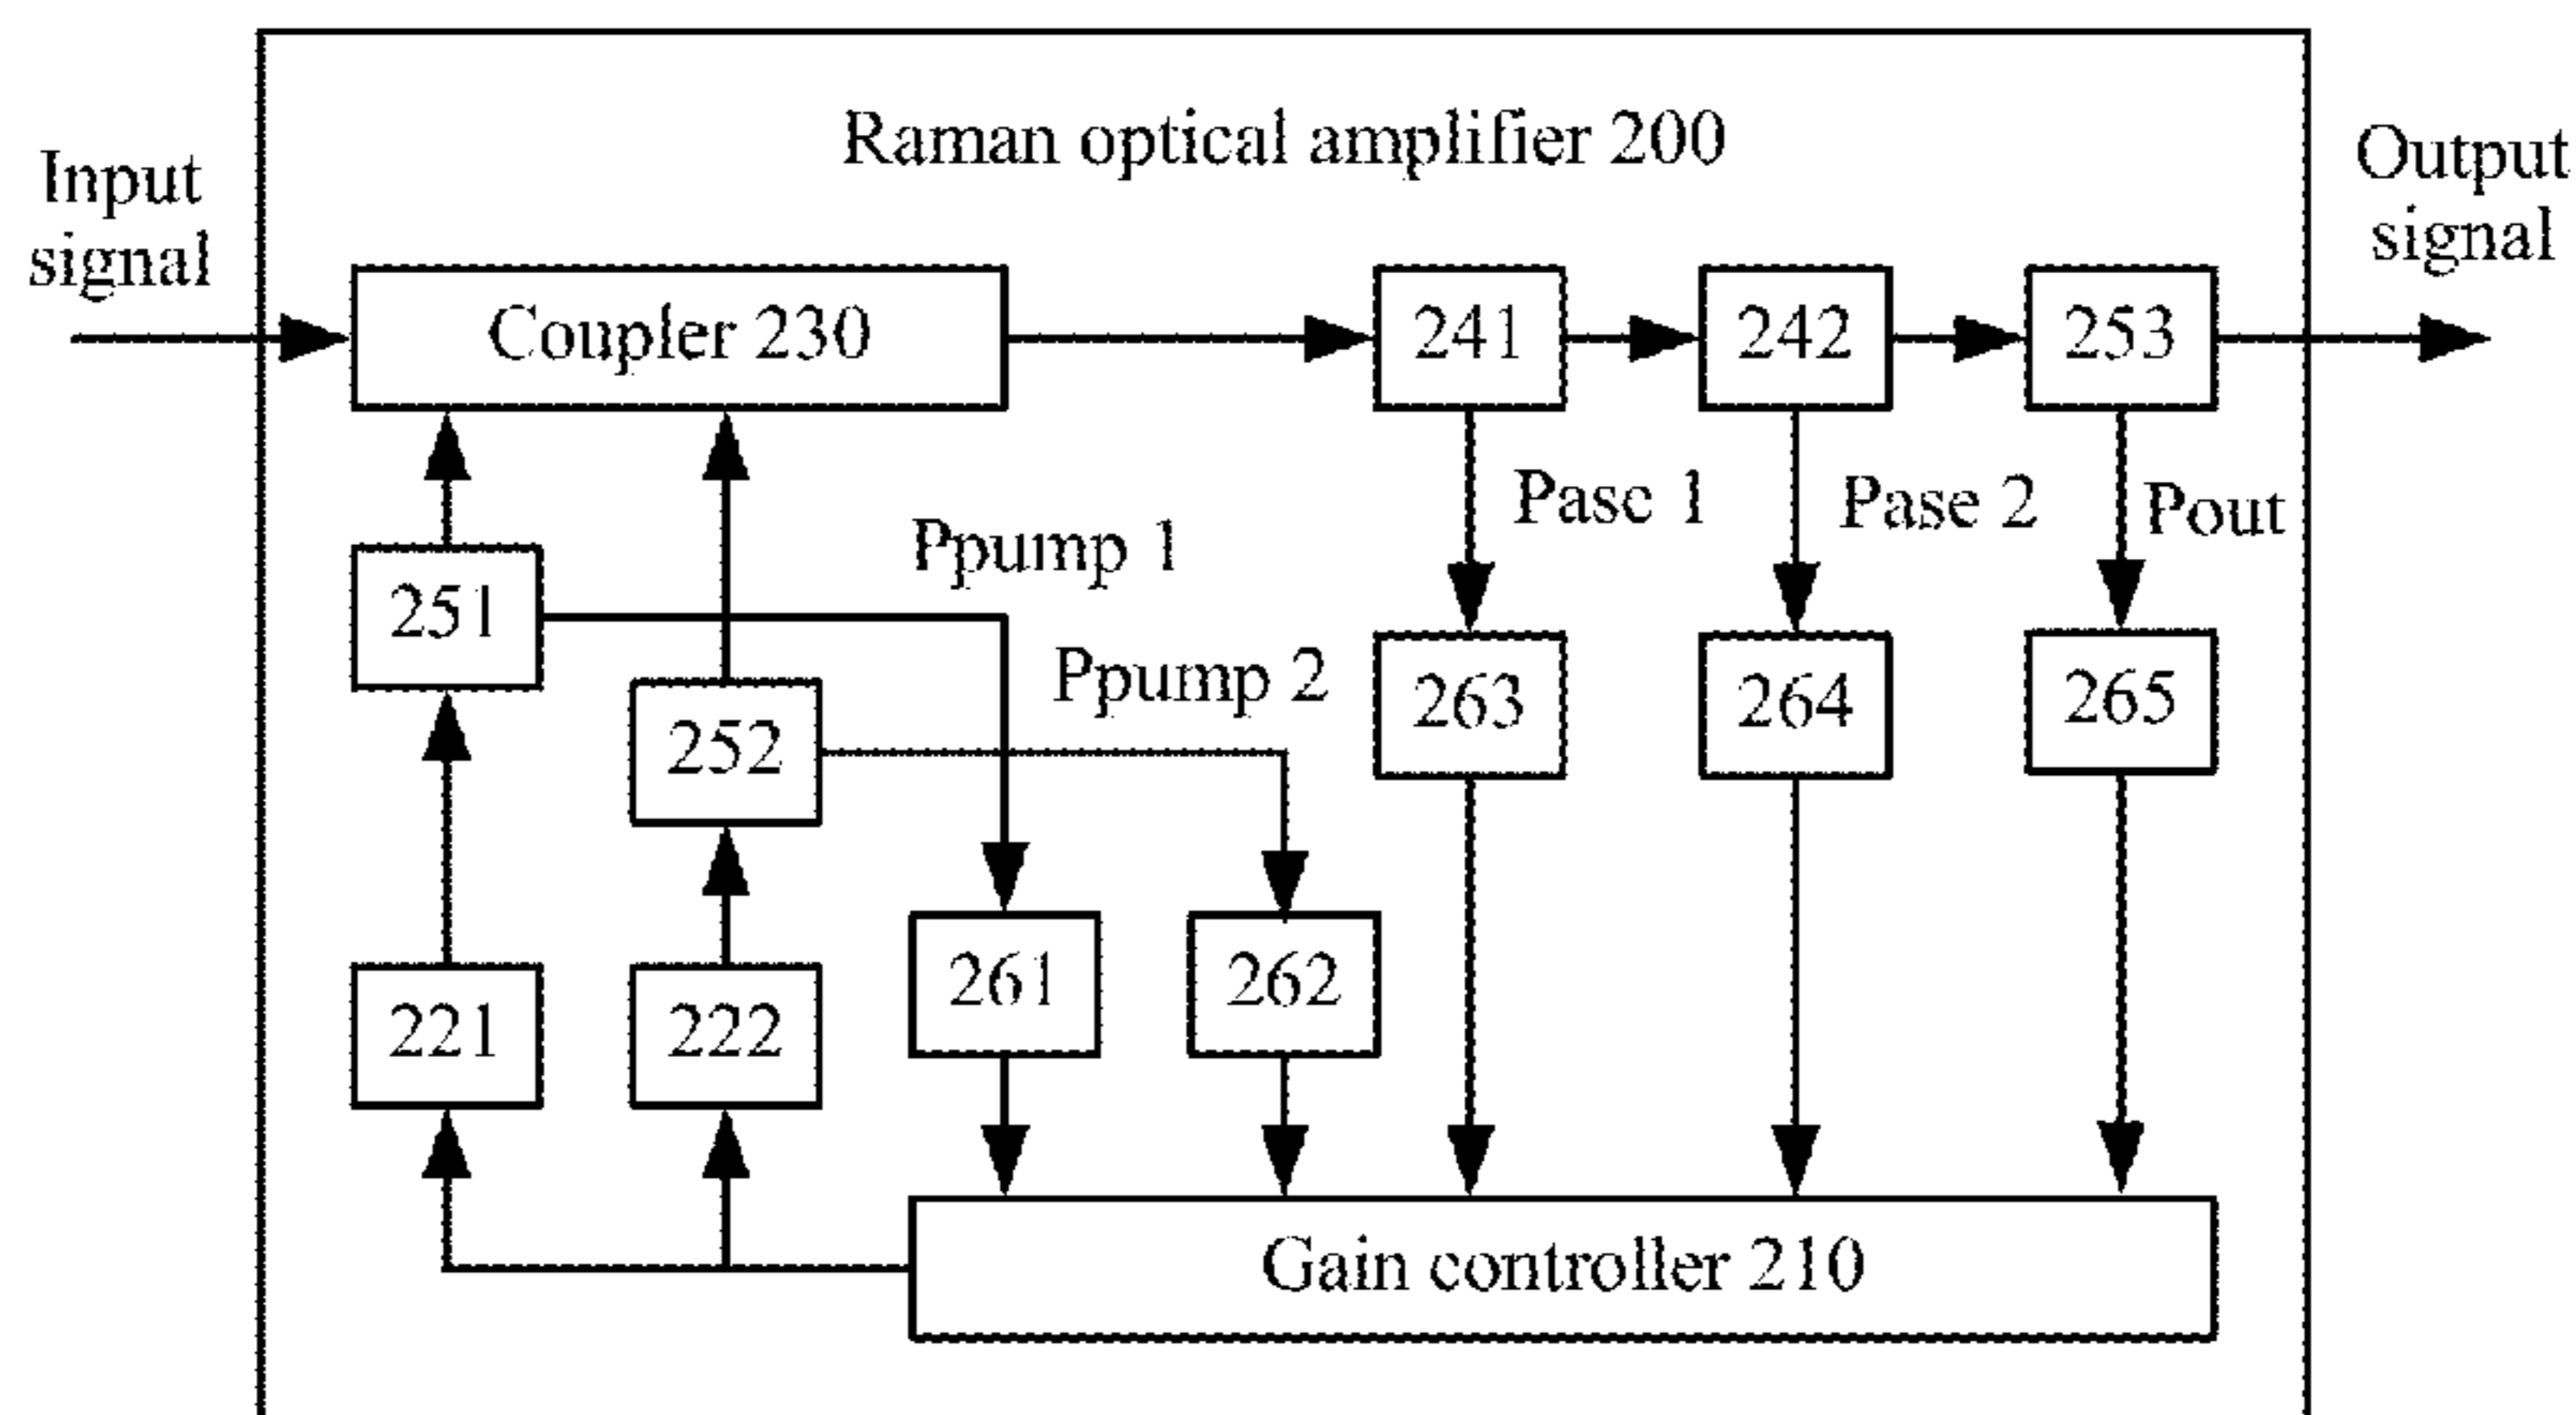 Raman optical amplifier 200
Input
signal
Output
signal
Coupler 230
241
242
253
Pasc 1
Pase 2
Pout
Ppump 1
251
Ppump 2
252
263
264
265
261
262
221
222
Gain controller 210